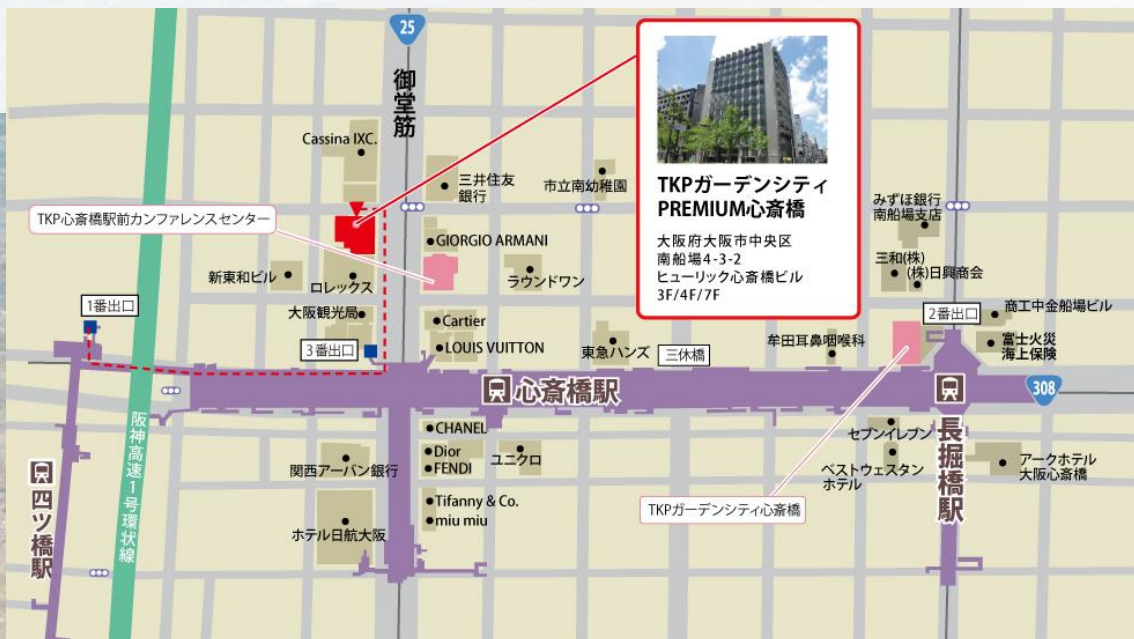 25
御堂筋
Cassina IXC.
三井住友
銀行
市立南幼稚園
TKPガーデンシティ
PREMIUM心斎橋
大阪府大阪市中央区
南船場4-3-2
ヒューリック心斎橋ビル
3F/4F/7F
みずほ銀行
南船場支店
TKP心斎橋駅前カンファレンスセンター
GIORGIO ARMANI
三和(株)
(株)日興商会
新東和ビル
ロレックス
ラウンドワン
1番出口
大阪観光局
Cartier
2番出口
商工中金船場ビル
3番出口
LOUIS VUITTON
東急ハンズ
三休橋
牟田耳鼻咽喉科
富士火災
海上保険
心斎橋駅
308
阪神高速1号環状線
CHANEL
セブンイレブン
長堀橋駅
四ツ橋駅
関西アーバン銀行
Dior
FENDI
ユニクロ
ベストウェスタン
ホテル
アークホテル
大阪心斎橋
Tifanny & Co.
miu miu
TKPガーデンシティ心斎橋
ホテル日航大阪